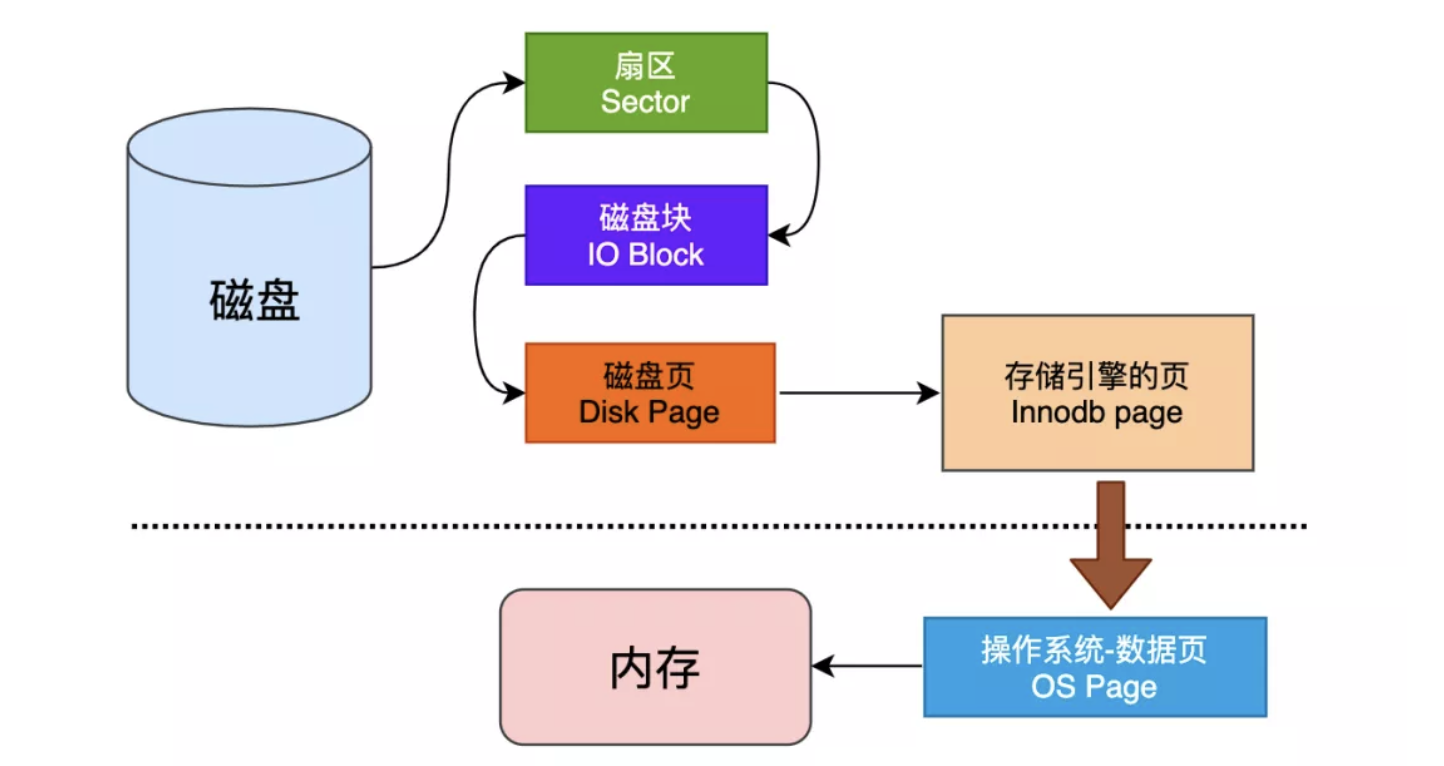 扇区
Sector
磁盘
磁盘块
IO Block
磁盘页
Disk Page
存储引擎的页
Innodb page
内存
操作系统-数据页
OS Page